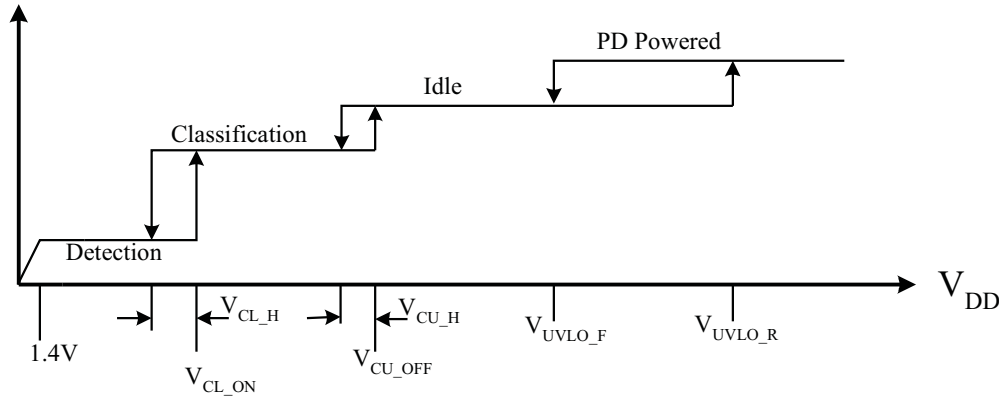 PD Powered
Idle
Classification
Detection
V_DD
V_CL_H
V_CU_H
V_UVLO_F
V_UVLO_R
1.4V
V_CU_OFF
V_CL_ON